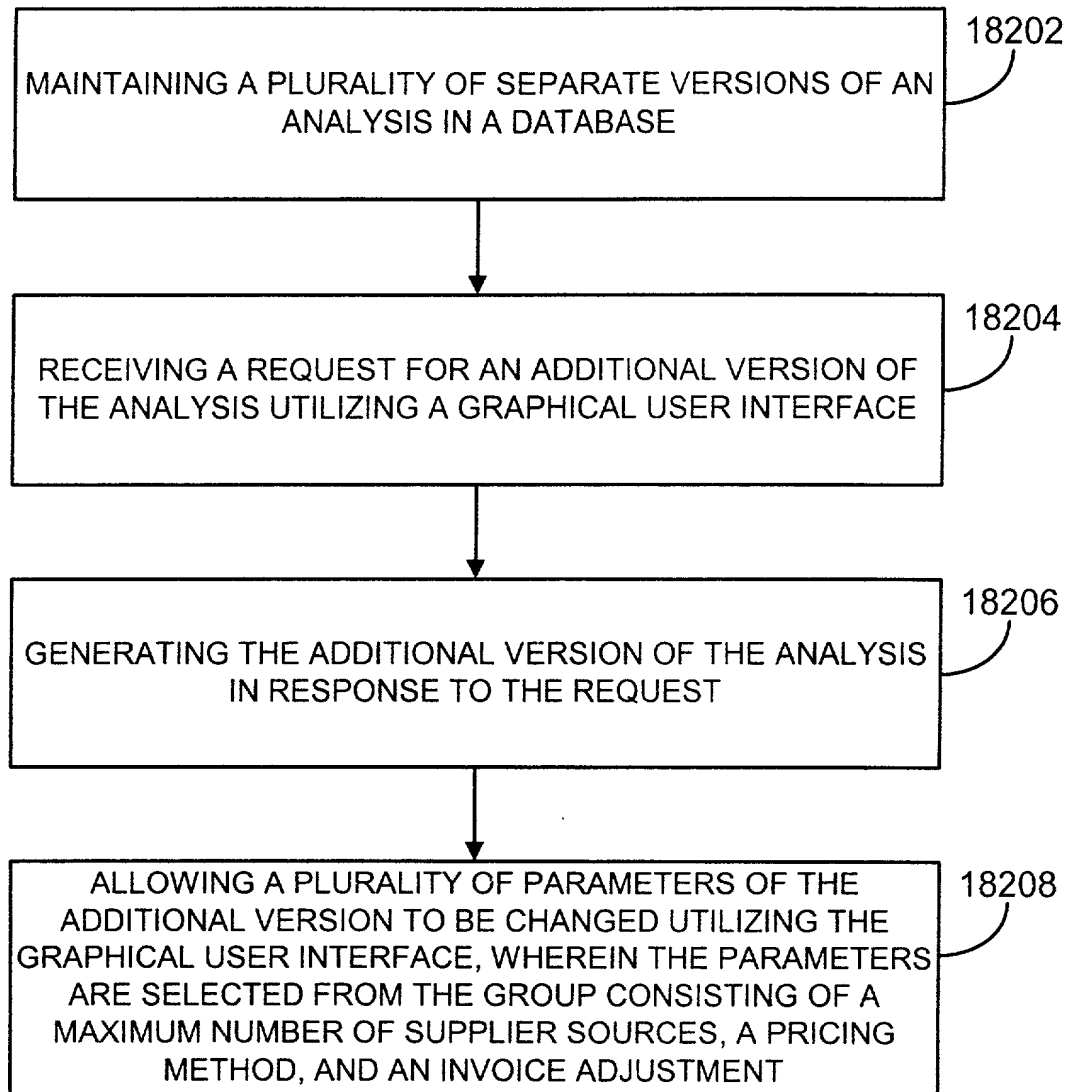 18202
MAINTAINING A PLURALITY OF SEPARATE VERSIONS OF AN
ANALYSIS IN A DATABASE
18204
RECEIVING A REQUEST FOR AN ADDITIONAL VERSION OF
THE ANALYSIS UTILIZING A GRAPHICAL USER INTERFACE
18206
GENERATING THE ADDITIONAL VERSION OF THE ANALYSIS
IN RESPONSE TO THE REQUEST
18208
ALLOWING A PLURALITY OF PARAMETERS OF THE
ADDITIONAL VERSION TO BE CHANGED UTILIZING THE
GRAPHICAL USER INTERFACE, WHEREIN THE PARAMETERS
ARE SELECTED FROM THE GROUP CONSISTING OF A
MAXIMUM NUMBER OF SUPPLIER SOURCES, A PRICING
METHOD, AND AN INVOICE ADJUSTMENT